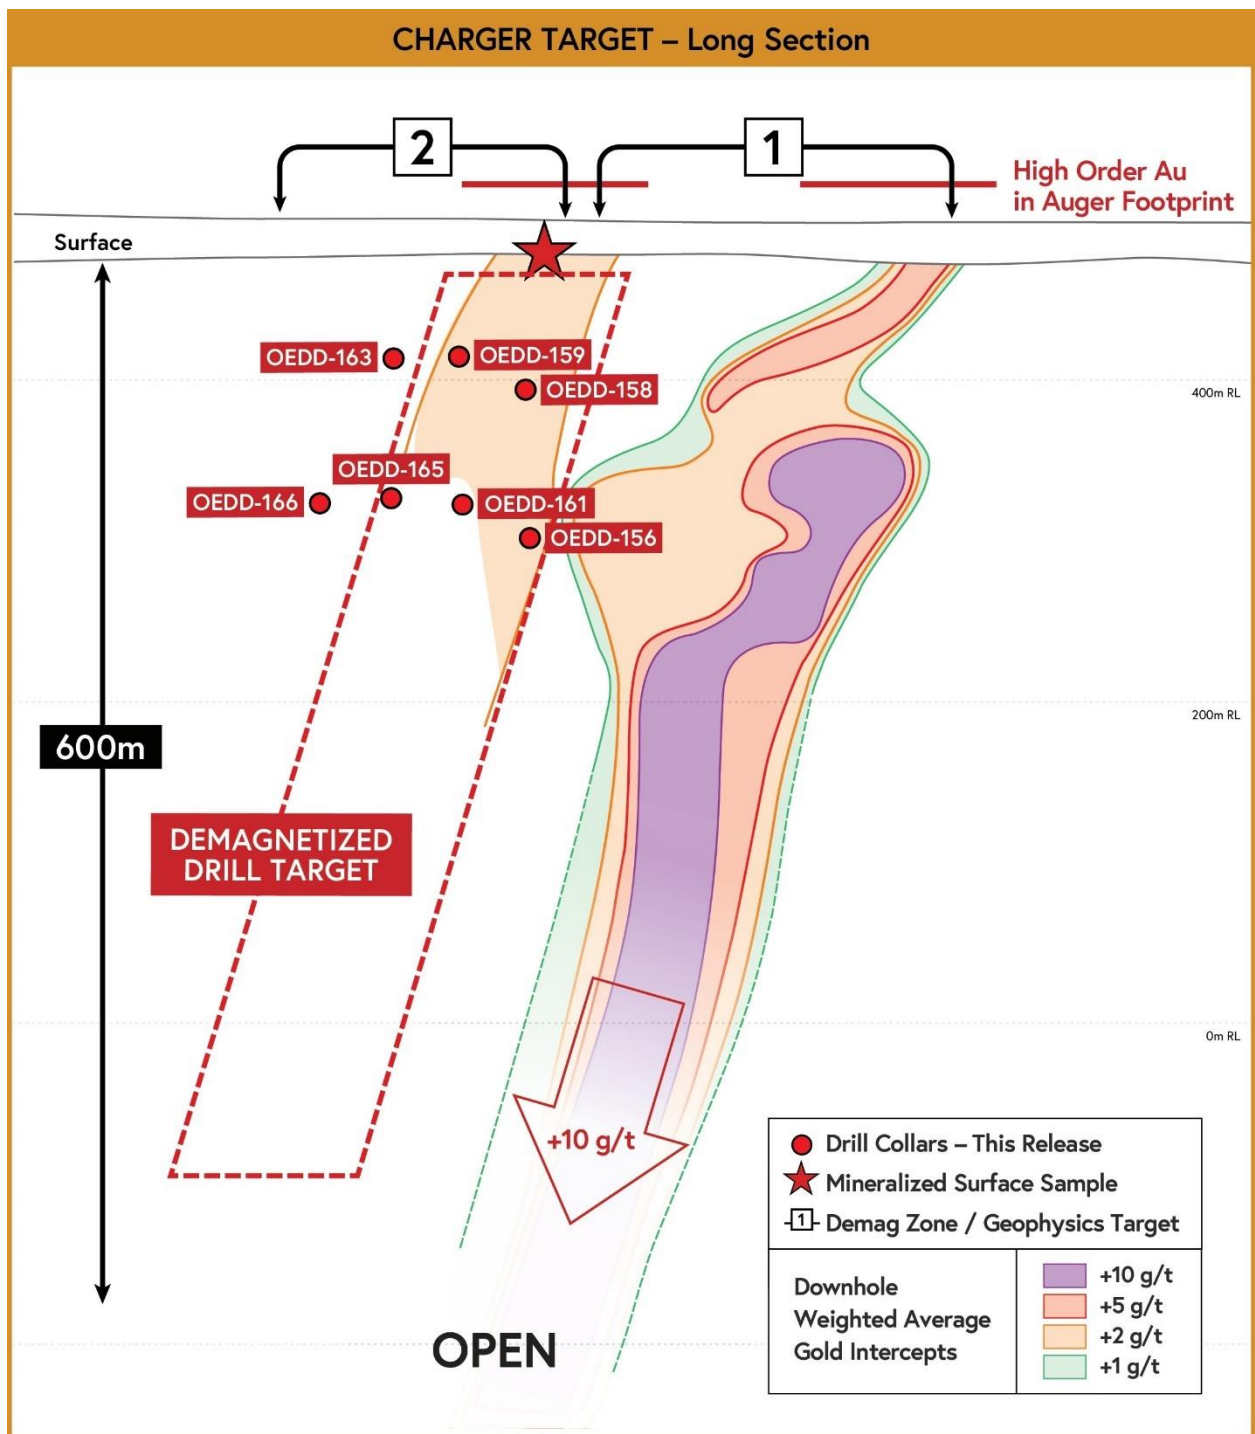 CHARGER TARGET – Long Section
2
1
High Order Au
in Auger Footprint
Surface
OEDD-163
OEDD-159
OEDD-158
400m RL
OEDD-165
OEDD-166
OEDD-161
OEDD-156
200m RL
600m
DEMAGNETIZED
DRILL TARGET
0m RL
+10 g/t
OPEN
Drill Collars – This Release
Mineralized Surface Sample
1 Demag Zone / Geophysics Target
Downhole
Weighted Average
Gold Intercepts
+10 g/t
+5 g/t
+2 g/t
+1 g/t